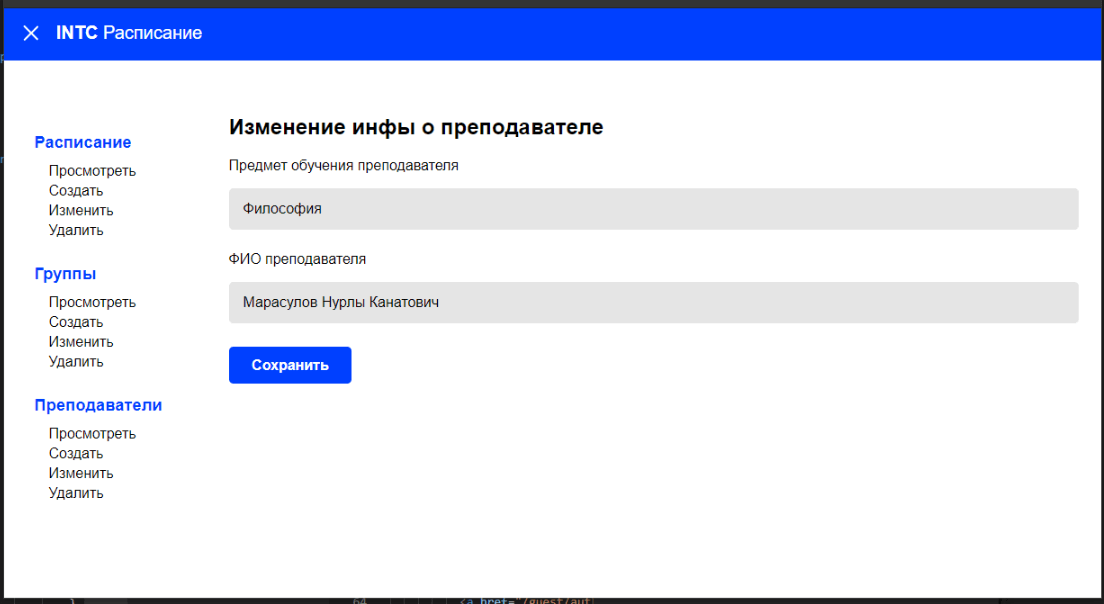 INTC Расписание
Расписание
Просмотреть
Создать
Изменить
Удалить
Группы
Просмотреть
Создать
Изменить
Удалить
Преподаватели
Просмотреть
Создать
Изменить
Удалить
Изменение инфы о преподавателе
Предмет обучения преподавателя
Философия
ФИО преподавателя
Марасулов Нурлы Канатович
Сохранить
64 <a href="/guest/aut